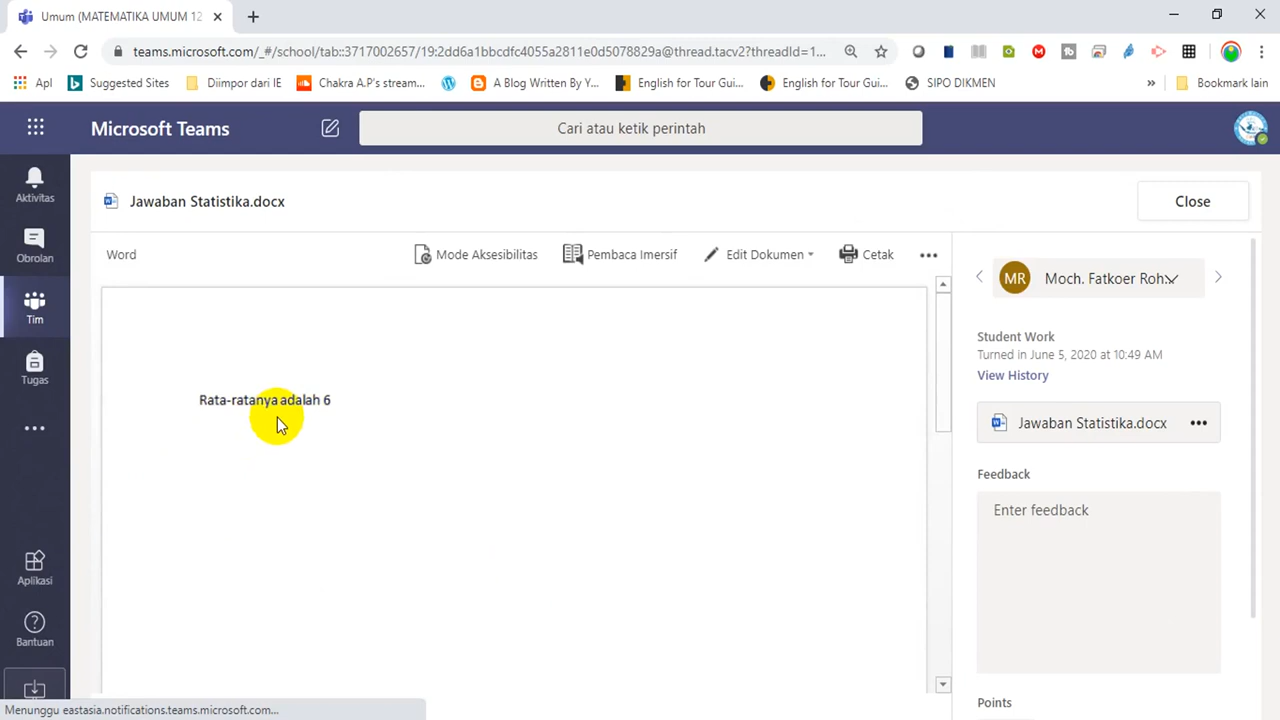 Umum (MATEMATIKA UMUM 12
teams.microsoft.com/_#/school/tab::3717002657/19:2dd6a1bbcdfc4055a2811e0d5078829a@thread.tacv2?threadId=1...
Apl
Suggested Sites
Diimpor dari IE
Chakra A.P's stream...
A Blog Written By Y...
English for Tour Gui...
English for Tour Gui...
SIPO DIKMEN
»
Bookmark lain
Microsoft Teams
Cari atau ketik perintah
Aktivitas
Obrolan
Tim
Tugas
Aplikasi
Bantuan
Jawaban Statistika.docx
Close
Word
Mode Aksesibilitas
Pembaca Imersif
Edit Dokumen
Cetak
Rata-ratanya adalah 6
MR
Moch. Fatkoer Roh...
Student Work
Turned in June 5, 2020 at 10:49 AM
View History
Jawaban Statistika.docx
Feedback
Enter feedback
Points
Menunggu eastasia.notifications.teams.microsoft.com...